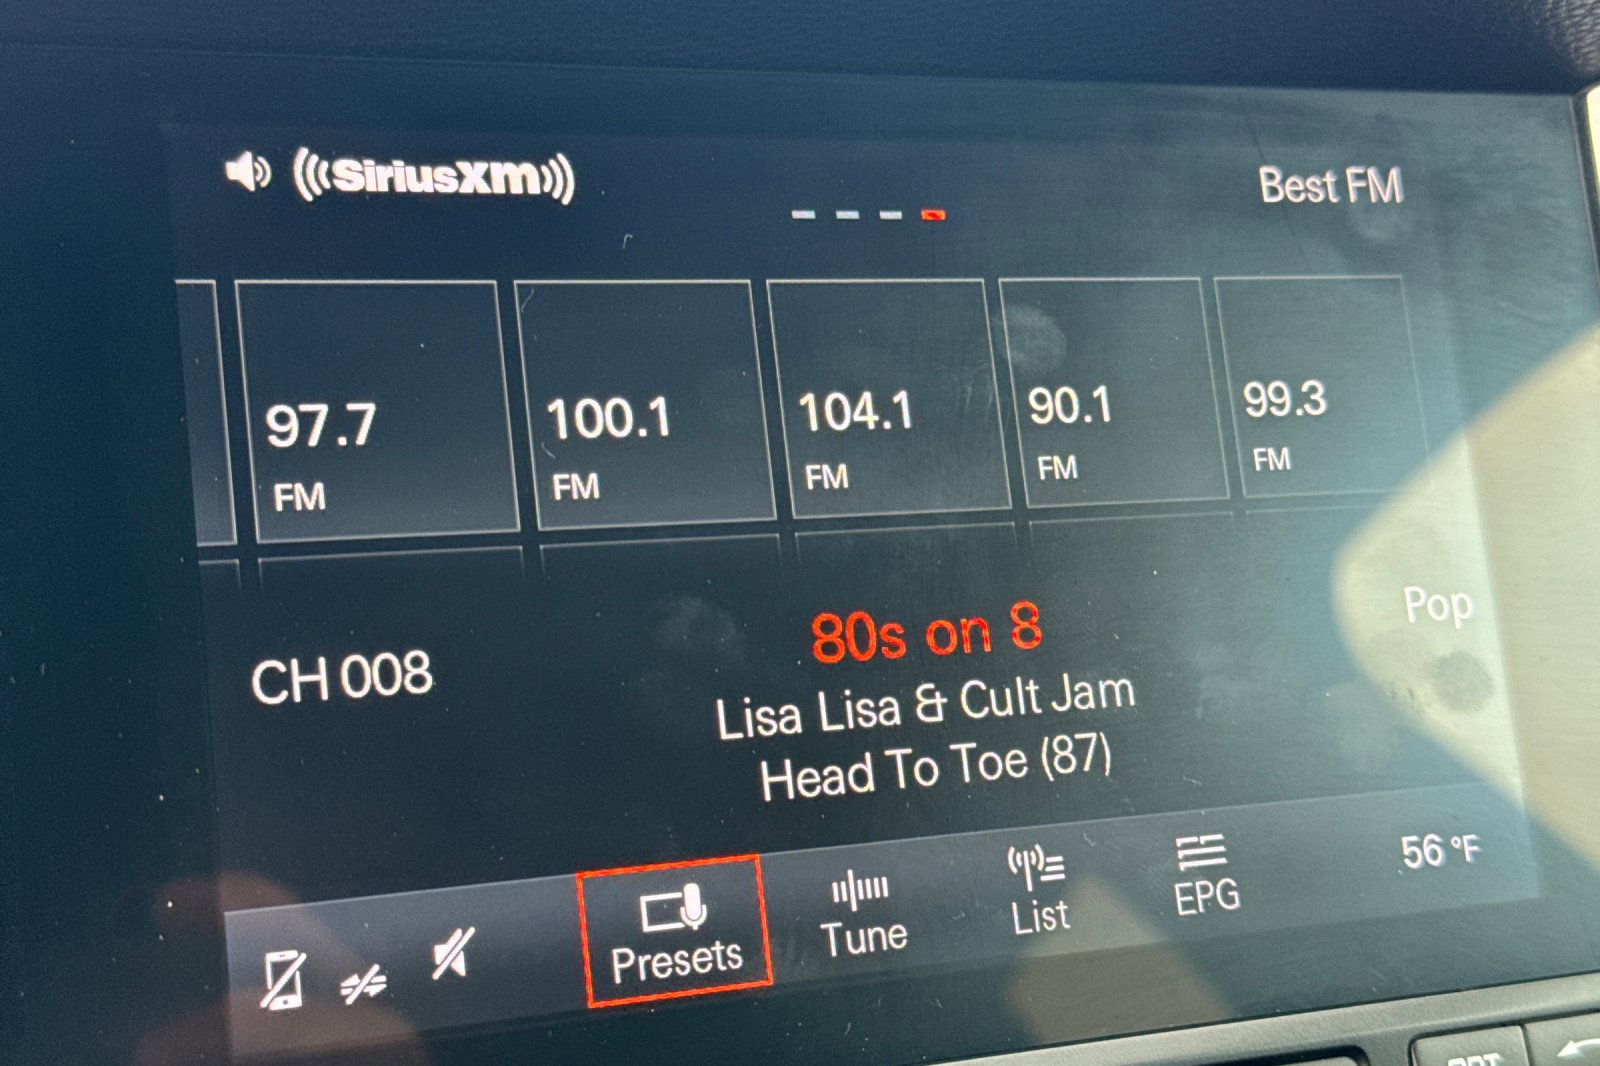 ((SiriusXM))
Best FM
97.7
FM
100.1
FM
104.1
FM
90.1
FM
99.3
FM
CH 008
80s on 8
Pop
Lisa Lisa & Cult Jam
Head To Toe (87)
Presets
Tune
List
EPG
56 °F